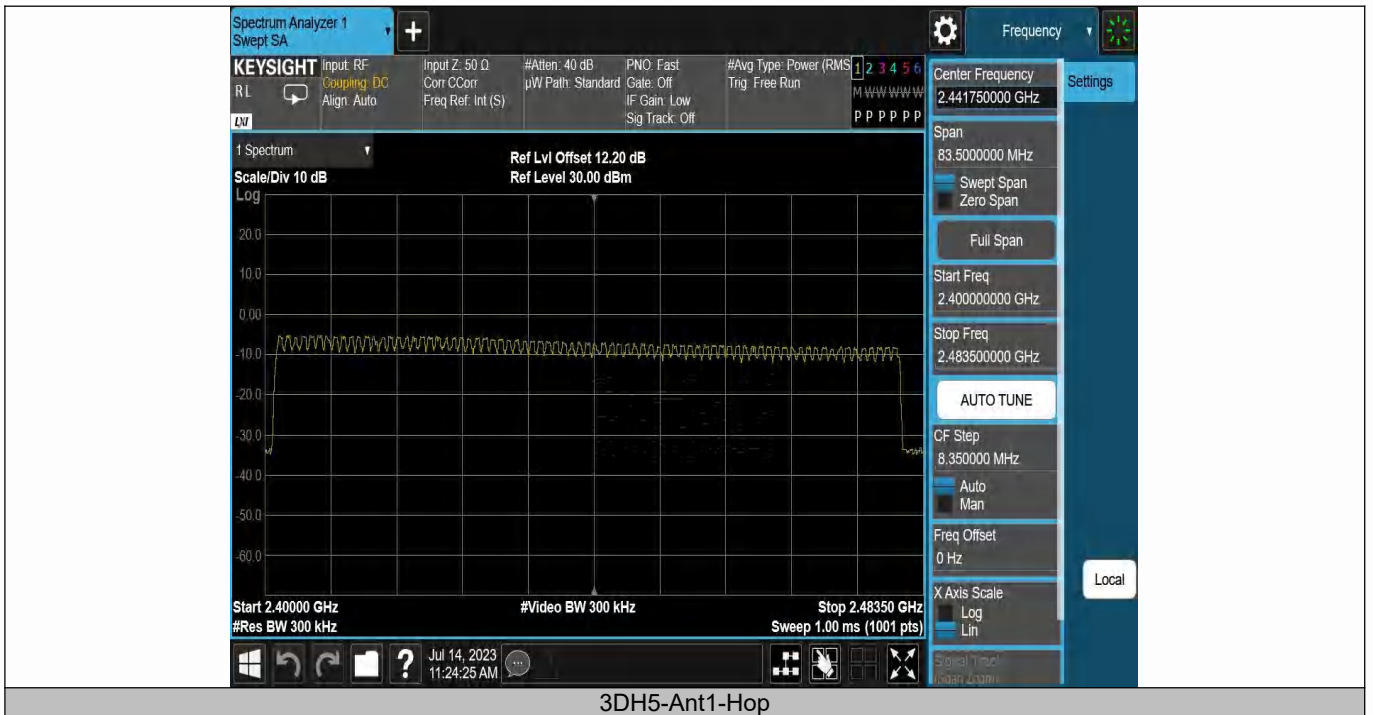 Spectrum Analyzer 1
Swept SA
Frequency
KEYSIGHT
RL
LXI
Input: RF
Coupling: DC
Align: Auto
Input Z: 50 Ω
Corr CCorr
Freq Ref: Int (S)
#Atten: 40 dB
µW Path: Standard
PNO: Fast
Gate: Off
IF Gain: Low
Sig Track: Off
#Avg Type: Power (RMS
Trig: Free Run
1 2 3 4 5 6
M W W W W W
P P P P P P
1 Spectrum
Scale/Div 10 dB
Ref Lvl Offset 12.20 dB
Ref Level 30.00 dBm
Log
20.0
10.0
0.00
-10.0
-20.0
-30.0
-40.0
-50.0
-60.0
Start 2.40000 GHz
#Res BW 300 kHz
#Video BW 300 kHz
Stop 2.48350 GHz
Sweep 1.00 ms (1001 pts)
Jul 14, 2023
11:24:25 AM
Center Frequency
2.441750000 GHz
Settings
Span
83.5000000 MHz
Swept Span
Zero Span
Full Span
Start Freq
2.400000000 GHz
Stop Freq
2.483500000 GHz
AUTO TUNE
CF Step
8.350000 MHz
Auto
Man
Freq Offset
0 Hz
X Axis Scale
Log
Lin
Local
Signal Track
(Span Zoom)
3DH5-Ant1-Hop